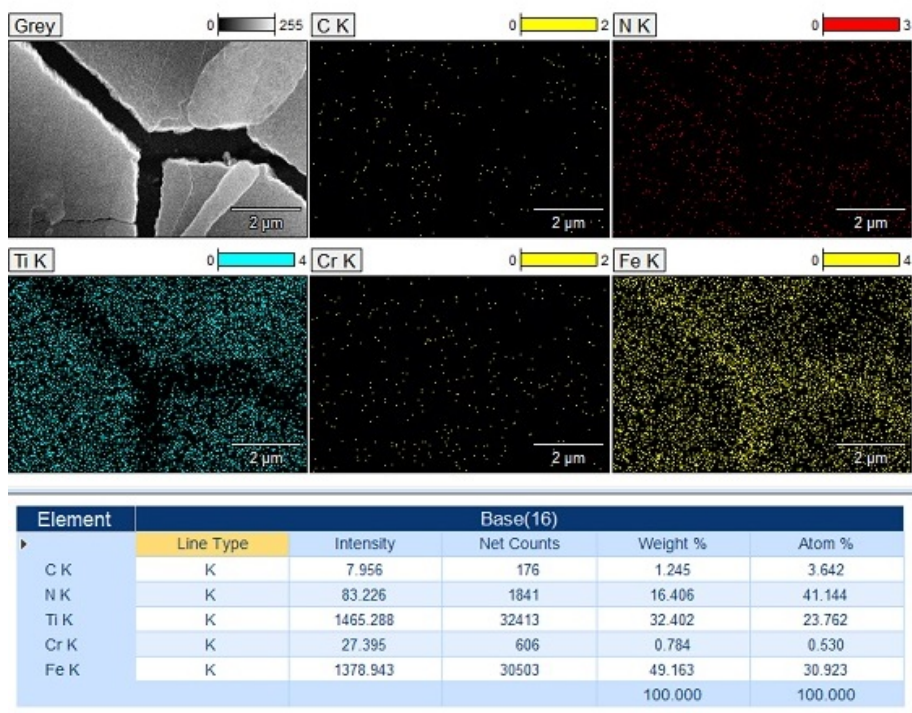 Grey 0 255 C K 0 2 N K 0 3
2 μm 2 μm 2 μm
Ti K 0 4 Cr K 0 2 Fe K 0 4
2 μm 2 μm 2 μm
Element Base(16)
Line Type Intensity Net Counts Weight % Atom %
C K K 7.956 176 1.245 3.642
N K K 83.226 1841 16.406 41.144
Ti K K 1465.288 32413 32.402 23.762
Cr K K 27.395 606 0.784 0.530
Fe K K 1378.943 30503 49.163 30.923
100.000 100.000